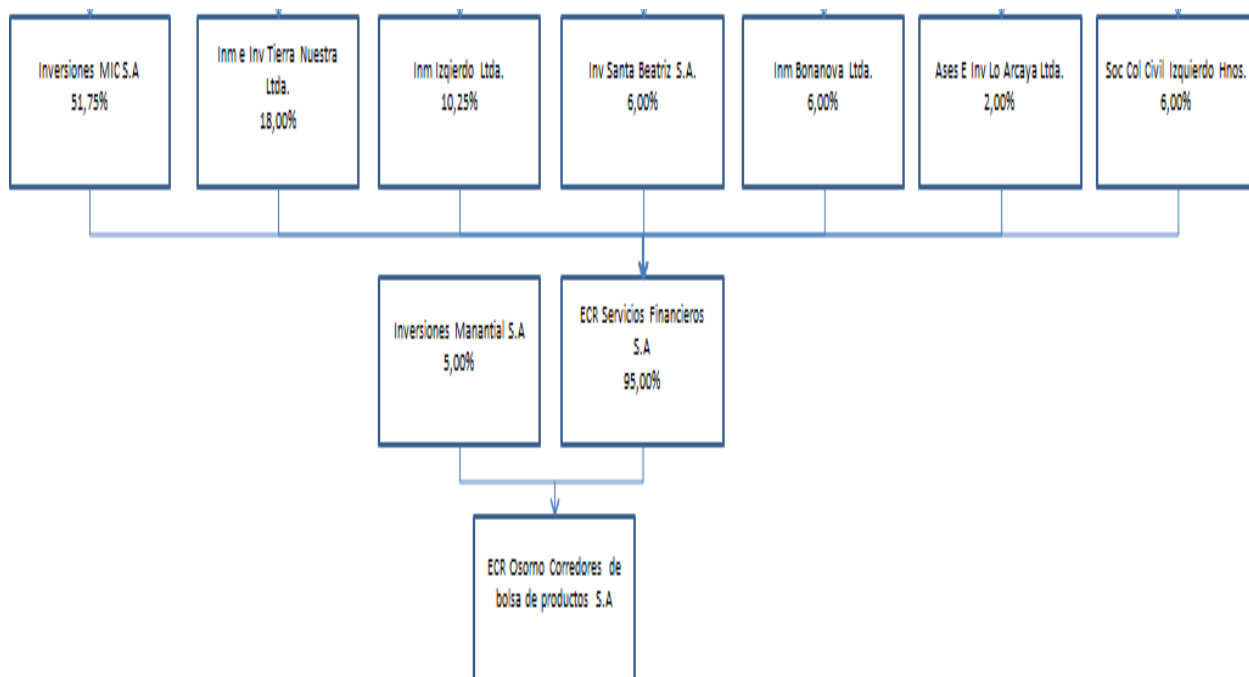 Inversiones MIC S.A
51,75%
Inm e Inv Tierra Nuestra
Ltda.
18,00%
Inm Izqierdo Ltda.
10,25%
Inv Santa Beatriz S.A.
6,00%
Inm Bonanova Ltda.
6,00%
Ases E Inv Lo Arcaya Ltda.
2,00%
Soc Col Civil Izquierdo Hnos.
6,00%
Inversiones Manantial S.A
5,00%
ECR Servicios Financieros
S.A
95,00%
ECR Osorno Corredores de
bolsa de productos S.A